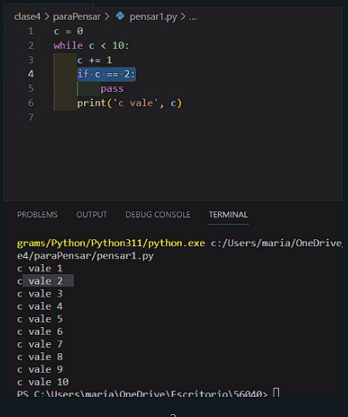 clase4 > paraPensar > pensar1.py > ...
1 c = 0
2 while c < 10:
3 c += 1
4 if c == 2:
5 pass
6 print('c vale', c)
7
PROBLEMS OUTPUT DEBUG CONSOLE TERMINAL
grams/Python/Python311/python.exe c:/Users/maria/OneDrive/
e4/paraPensar/pensar1.py
c vale 1
c vale 2
c vale 3
c vale 4
c vale 5
c vale 6
c vale 7
c vale 8
c vale 9
c vale 10
PS C:\Users\maria\OneDrive\Escritorio\56040>